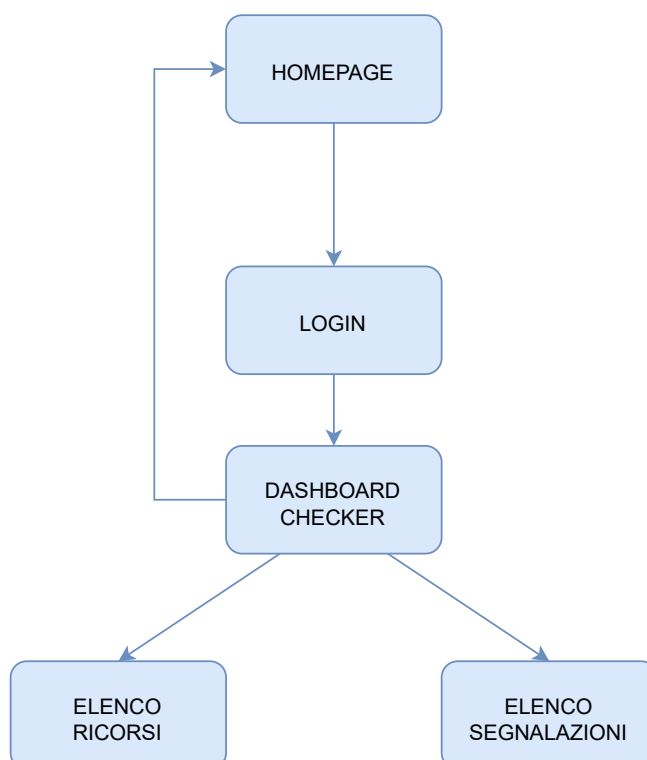 HOMEPAGE
LOGIN
DASHBOARD
CHECKER
ELENCO
RICORSI
ELENCO
SEGNALAZIONI